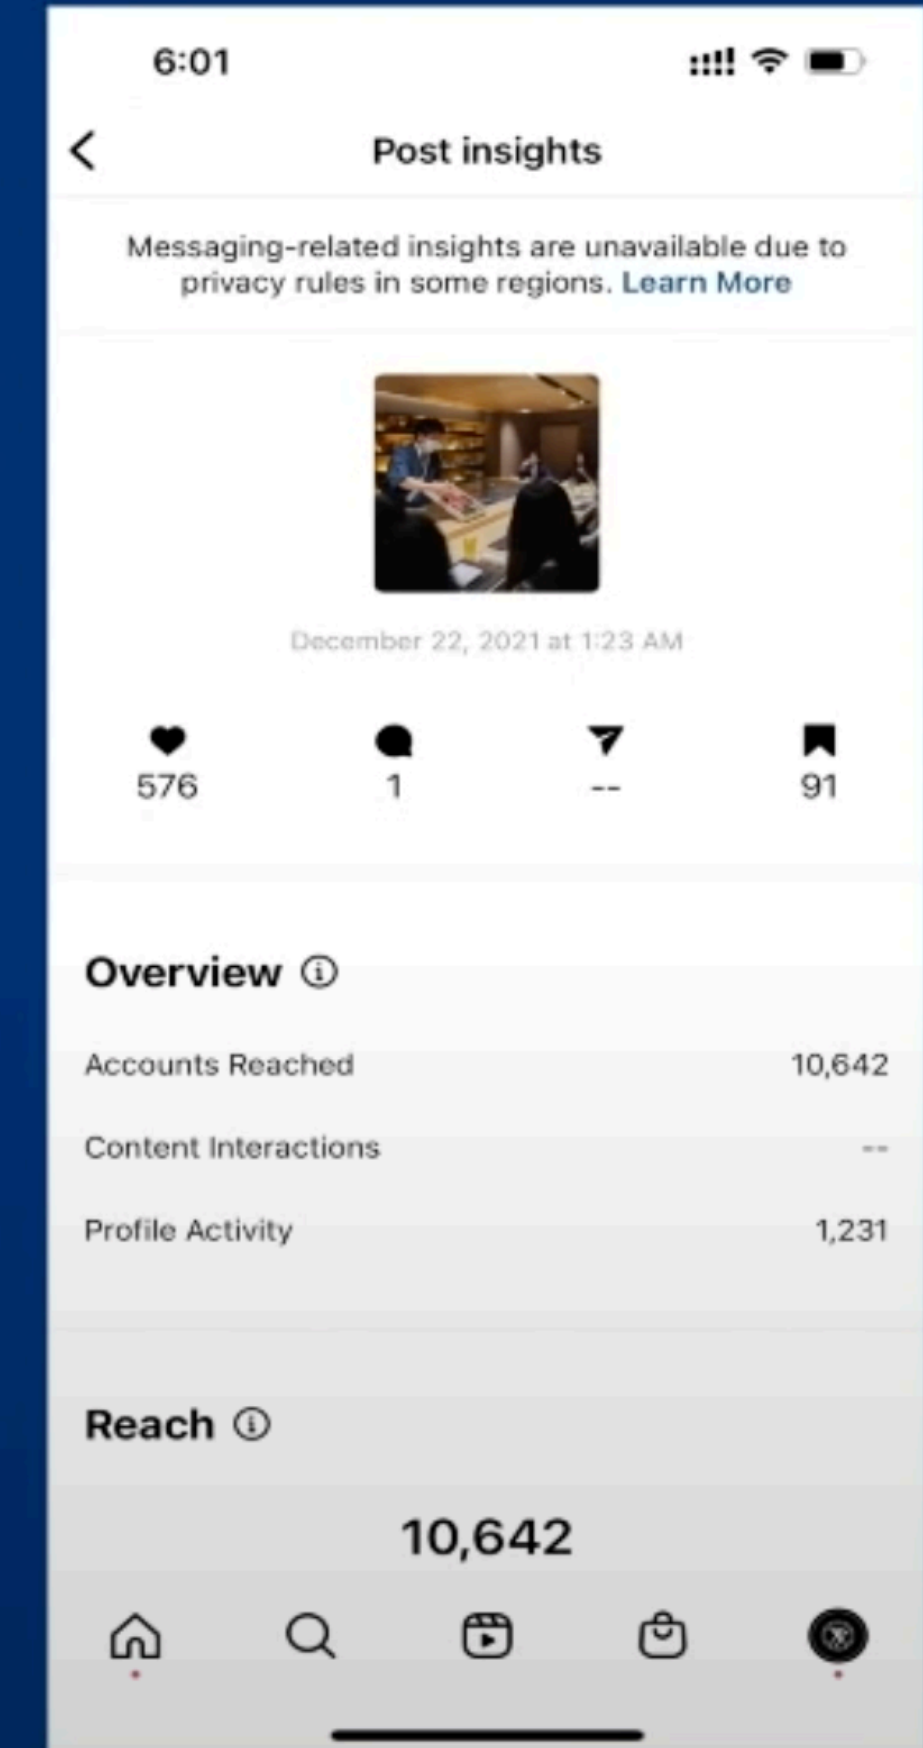 6:01
Post insights
Messaging-related insights are unavailable due to
privacy rules in some regions. Learn More
December 22, 2021 at 1:23 AM
576 1 -- 91
Overview
Accounts Reached 10,642
Content Interactions --
Profile Activity 1,231
Reach
10,642